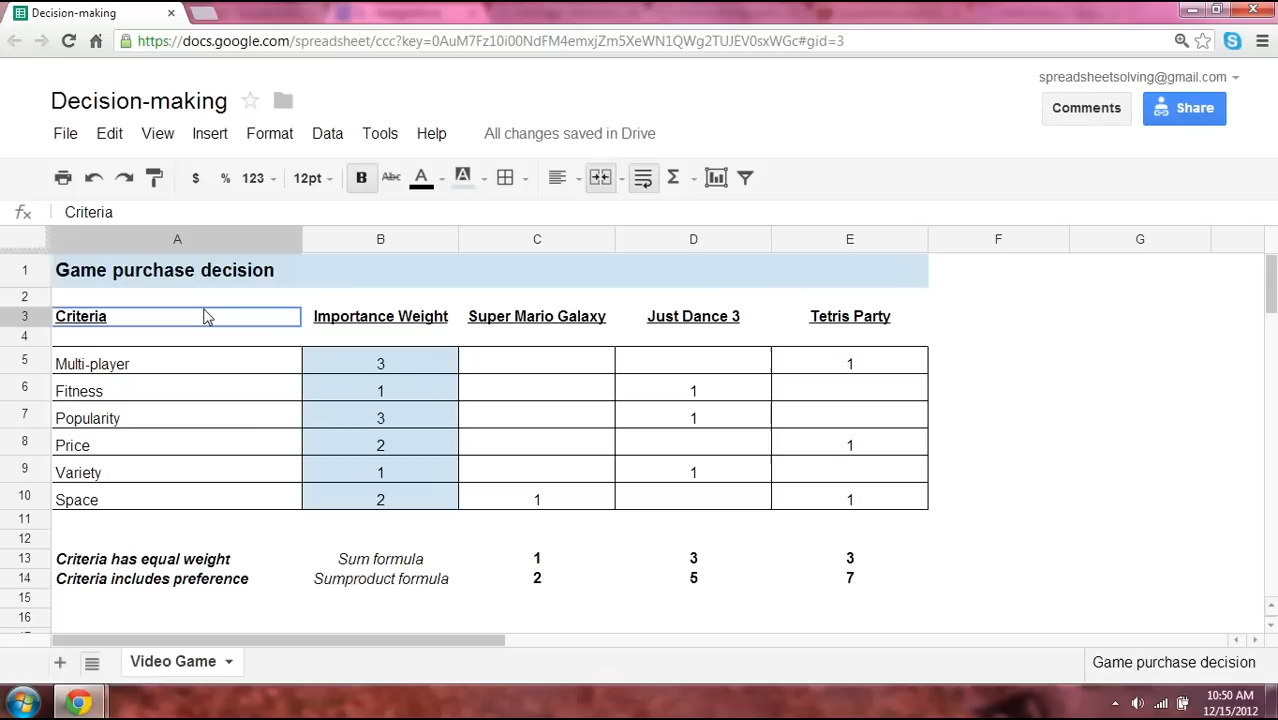 Decision-making
https://docs.google.com/spreadsheet/ccc?key=0AuM7Fz10i00NdFM4emxjZm5XeWN1QWg2TUJEV0sxWGc#gid=3
spreadsheetsolving@gmail.com
Decision-making
Comments Share
File Edit View Insert Format Data Tools Help All changes saved in Drive
$ % 123 12pt B Abc A A Σ
fx Criteria
A B C D E F G
1 Game purchase decision
2
3 Criteria Importance Weight Super Mario Galaxy Just Dance 3 Tetris Party
4
5 Multi-player 3 1
6 Fitness 1 1
7 Popularity 3 1
8 Price 2 1
9 Variety 1 1
10 Space 2 1 1
11
12
13 Criteria has equal weight Sum formula 1 3 3
14 Criteria includes preference Sumproduct formula 2 5 7
15
16
Video Game Game purchase decision
10:50 AM
12/15/2012